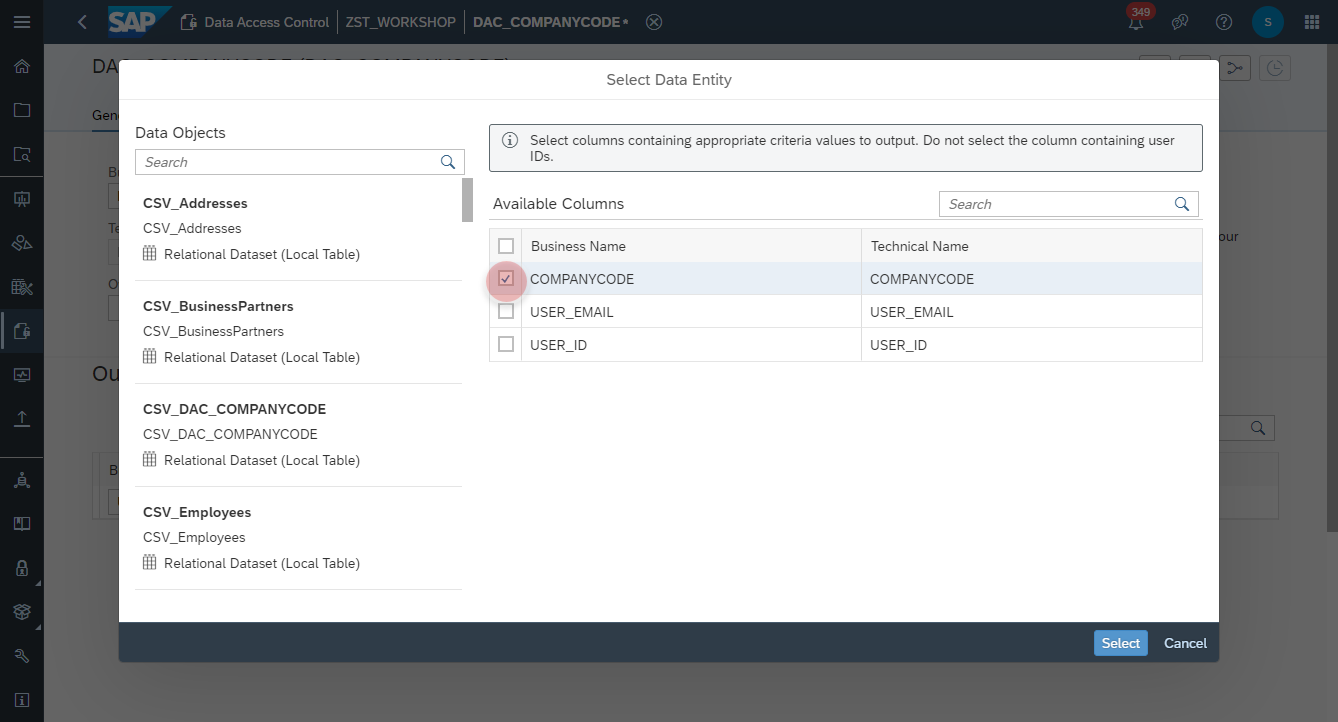 SAP Data Access Control ZST_WORKSHOP DAC_COMPANYCODE*
349
S
DAC_COMPANYCODE (DAC_COMPANYCODE)
Select Data Entity
Data Objects
Search
CSV_Addresses
CSV_Addresses
Relational Dataset (Local Table)
CSV_BusinessPartners
CSV_BusinessPartners
Relational Dataset (Local Table)
CSV_DAC_COMPANYCODE
CSV_DAC_COMPANYCODE
Relational Dataset (Local Table)
CSV_Employees
CSV_Employees
Relational Dataset (Local Table)
Select columns containing appropriate criteria values to output. Do not select the column containing user
IDs.
Available Columns
Search
Business Name Technical Name
COMPANYCODE COMPANYCODE
USER_EMAIL USER_EMAIL
USER_ID USER_ID
Select Cancel